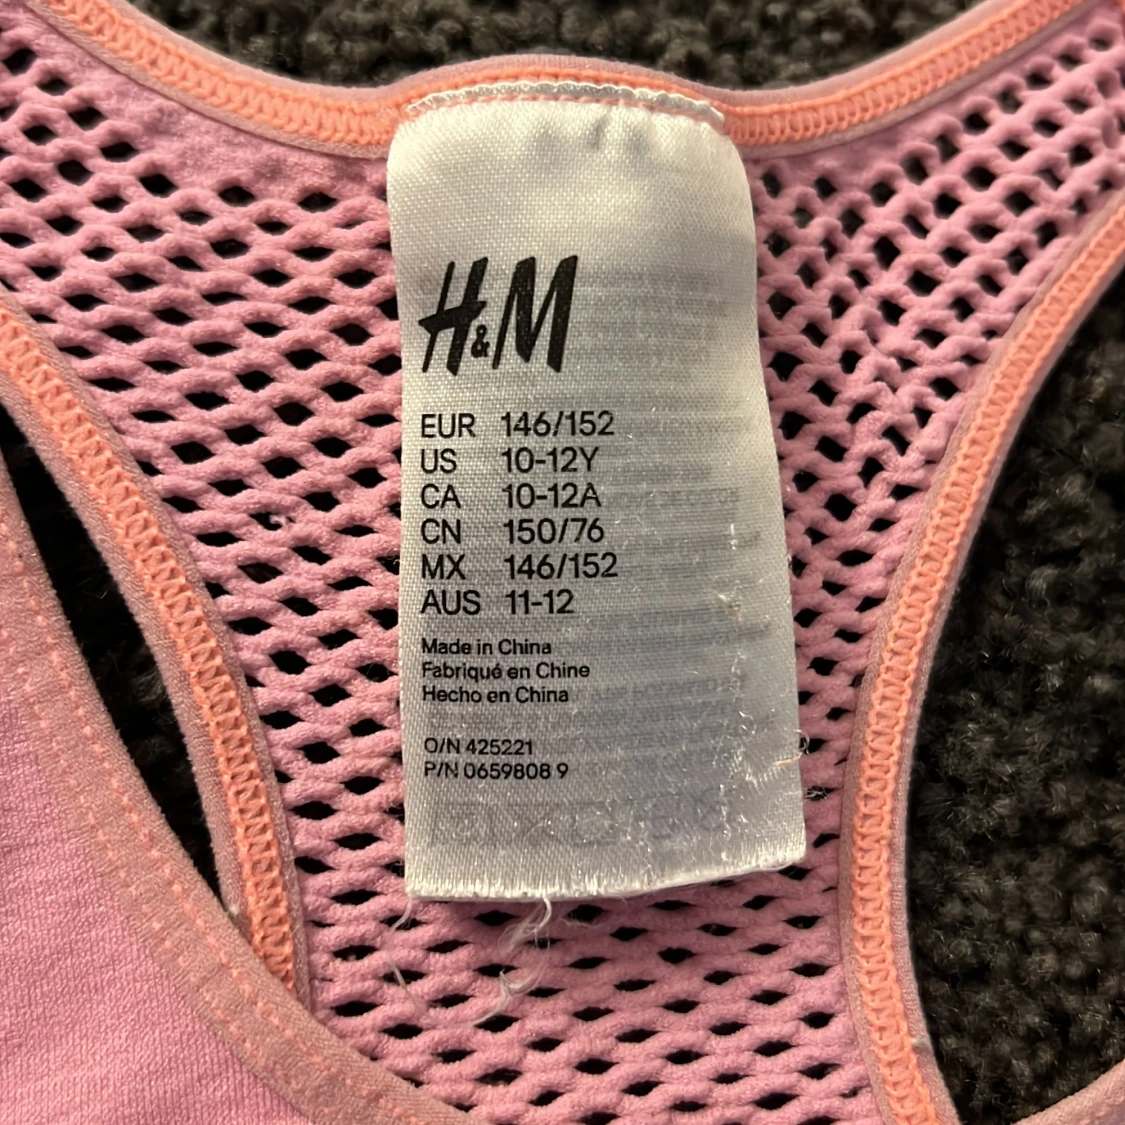 H&M
EUR 146/152
US 10-12Y
CA 10-12A
CN 150/76
MX 146/152
AUS 11-12
Made in China
Fabriqué en Chine
Hecho en China
O/N 425221
P/N 0659808 9